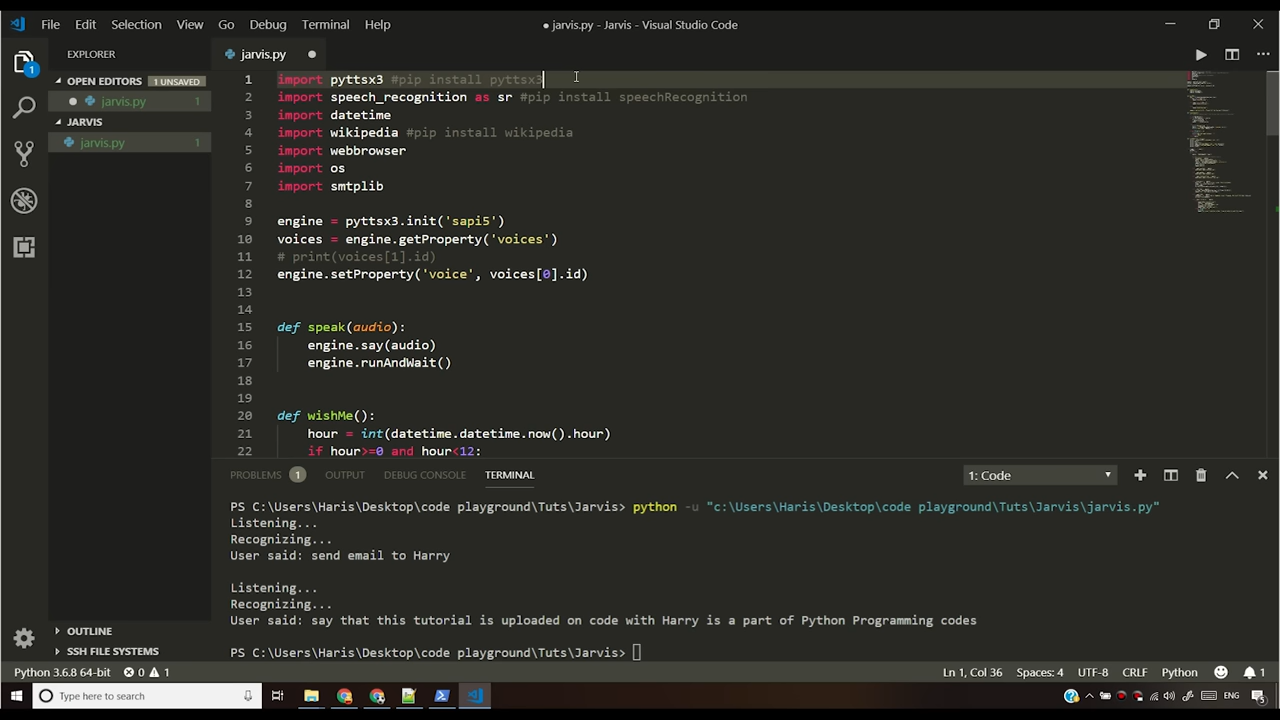 File Edit Selection View Go Debug Terminal Help
● jarvis.py - Jarvis - Visual Studio Code
EXPLORER
jarvis.py
OPEN EDITORS 1 UNSAVED
jarvis.py 1
JARVIS
jarvis.py 1
1
1 import pyttsx3 #pip install pyttsx3
2 import speech_recognition as sr #pip install speechRecognition
3 import datetime
4 import wikipedia #pip install wikipedia
5 import webbrowser
6 import os
7 import smtplib
8
9 engine = pyttsx3.init('sapi5')
10 voices = engine.getProperty('voices')
11 # print(voices[1].id)
12 engine.setProperty('voice', voices[0].id)
13
14
15 def speak(audio):
16 engine.say(audio)
17 engine.runAndWait()
18
19
20 def wishMe():
21 hour = int(datetime.datetime.now().hour)
22 if hour>=0 and hour<12:
PROBLEMS 1 OUTPUT DEBUG CONSOLE TERMINAL 1: Code
PS C:\Users\Haris\Desktop\code playground\Tuts\Jarvis> python -u "c:\Users\Haris\Desktop\code playground\Tuts\Jarvis\jarvis.py"
Listening...
Recognizing...
User said: send email to Harry
Listening...
Recognizing...
User said: say that this tutorial is uploaded on code with Harry is a part of Python Programming codes
PS C:\Users\Haris\Desktop\code playground\Tuts\Jarvis>
OUTLINE
SSH FILE SYSTEMS
Python 3.6.8 64-bit 0 1 Ln 1, Col 36 Spaces: 4 UTF-8 CRLF Python 1
Type here to search ENG 5